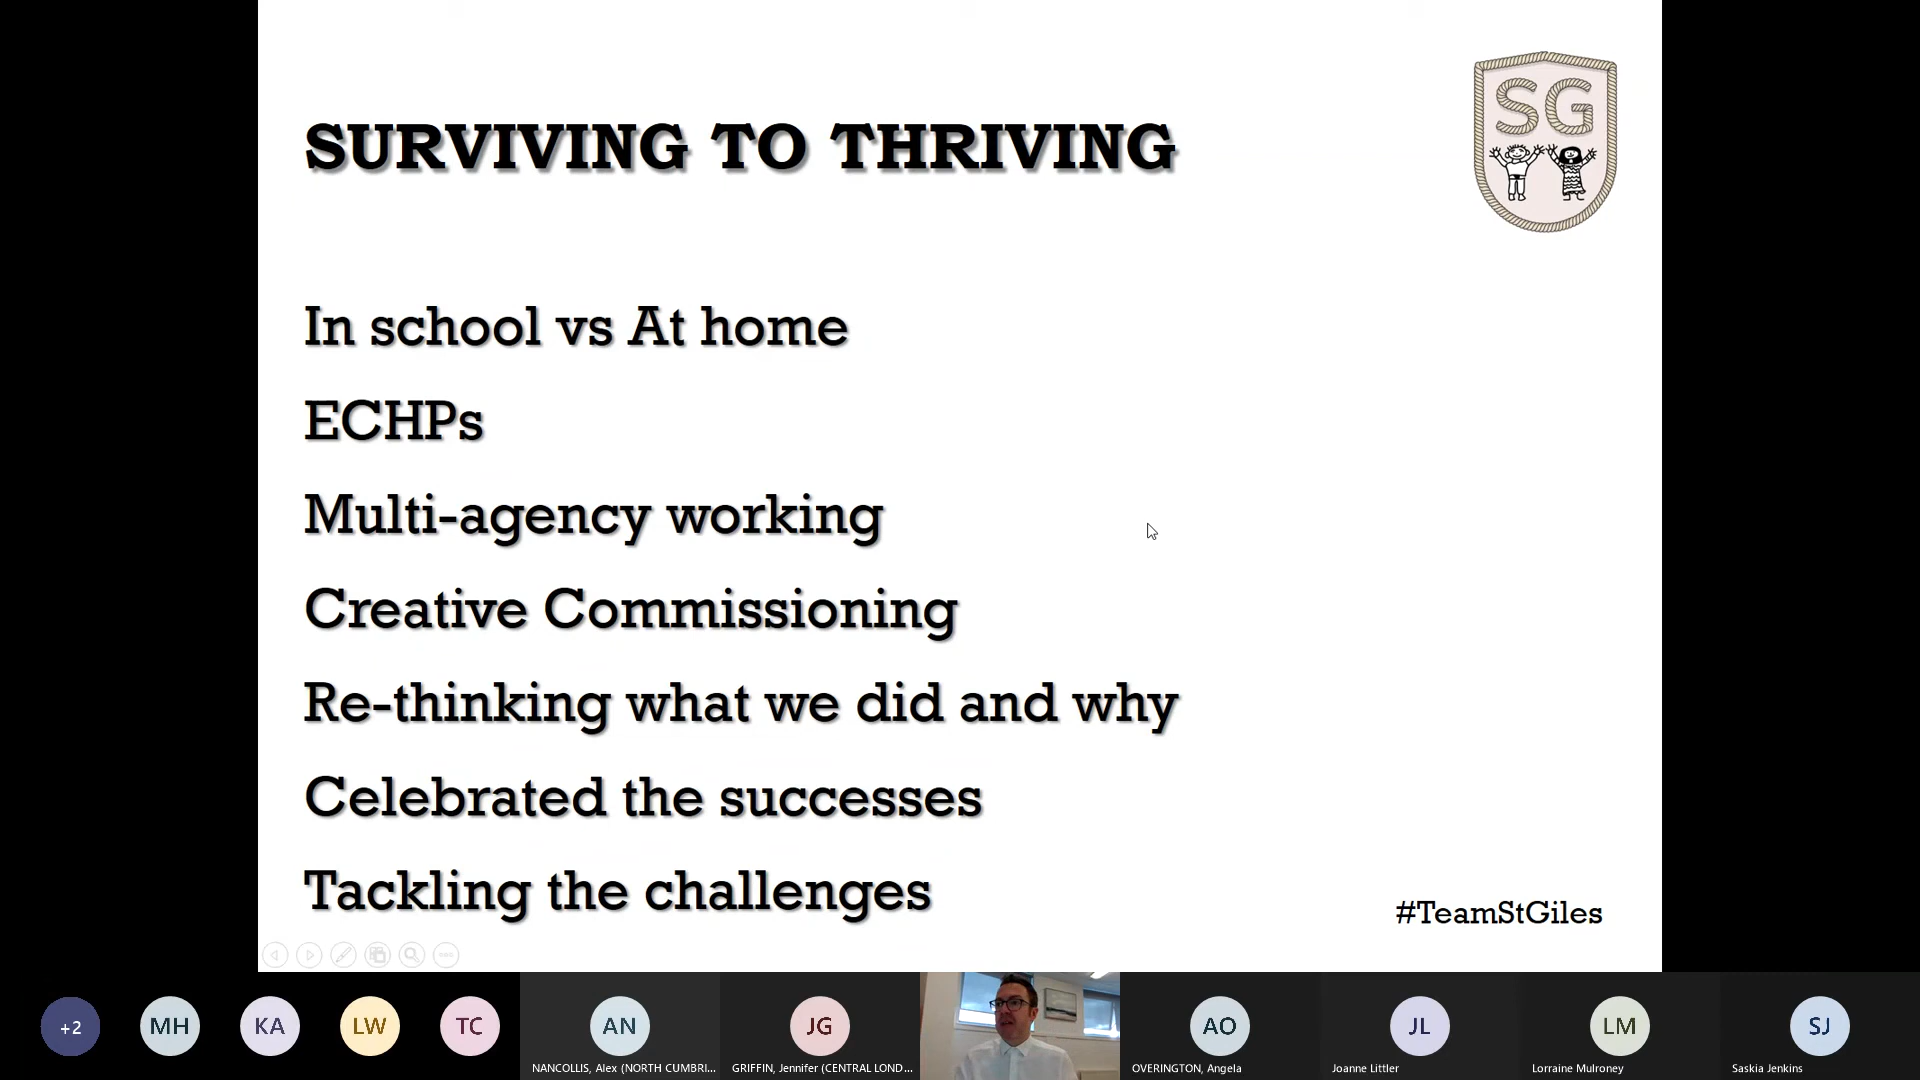 SURVIVING TO THRIVING
SG
In school vs At home
ECHPs
Multi-agency working
Creative Commissioning
Re-thinking what we did and why
Celebrated the successes
Tackling the challenges
#TeamStGiles
+2
MH
KA
LW
TC
AN
JG
AO
JL
LM
SJ
NANCOLLIS, Alex (NORTH CUMBRI...
GRIFFIN, Jennifer (CENTRAL LOND...
OVERINGTON, Angela
Joanne Littler
Lorraine Mulroney
Saskia Jenkins